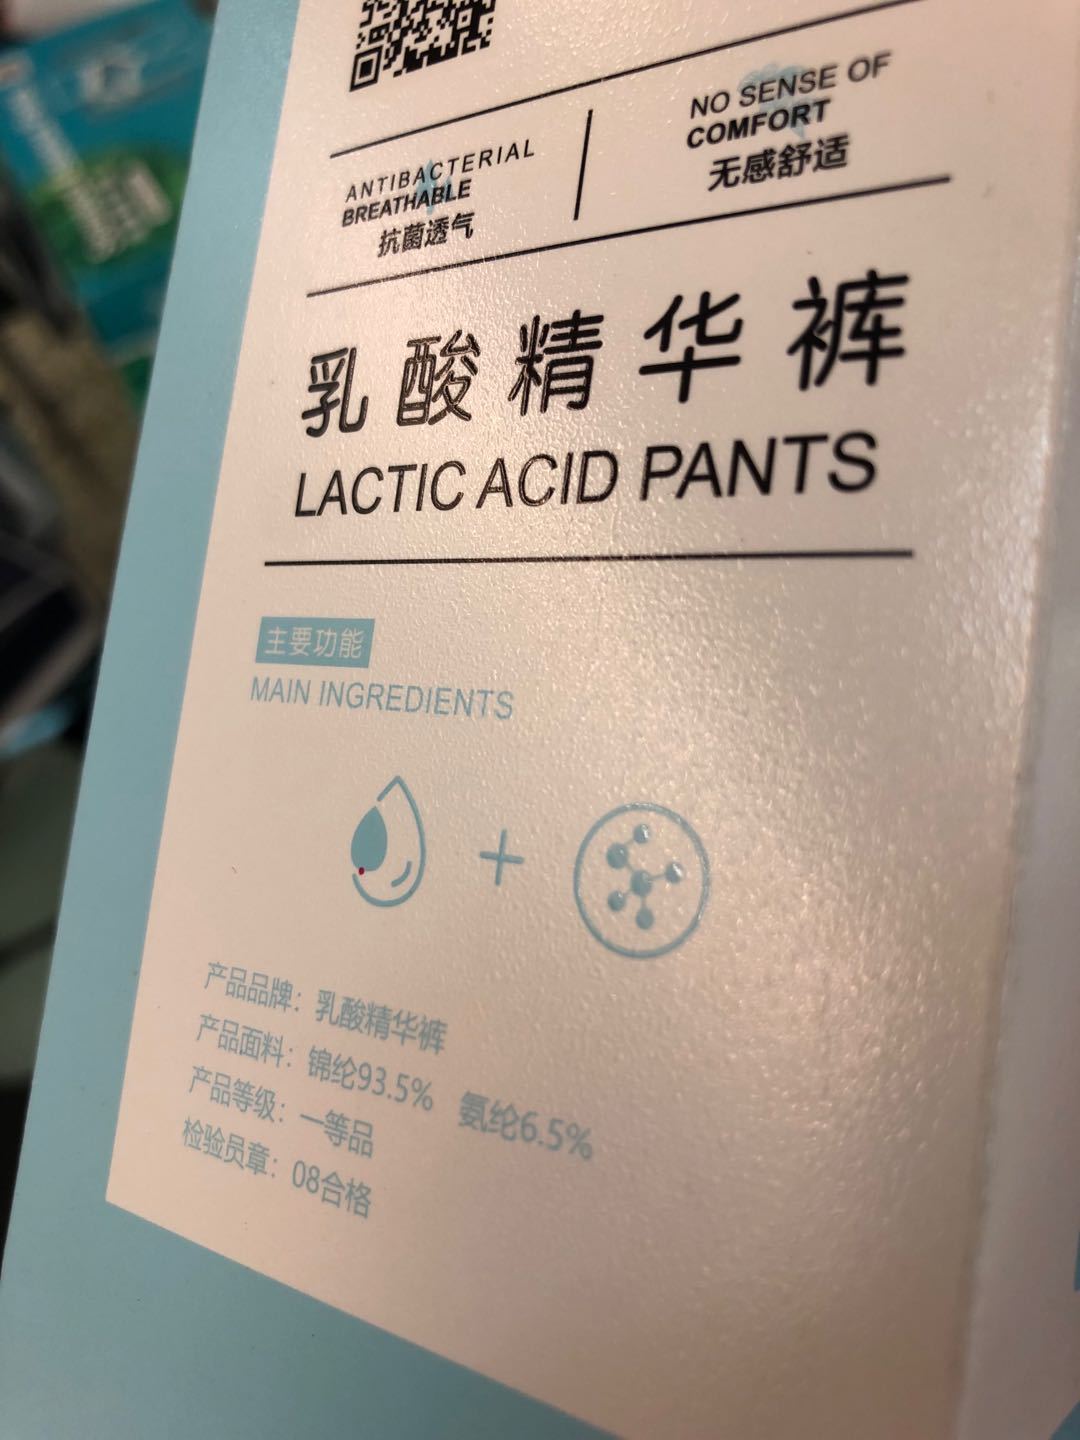 ANTIBACTERIAL
BREATHABLE
抗菌透气
NO SENSE OF
COMFORT
无感舒适
乳酸精华裤
LACTIC ACID PANTS
主要功能
MAIN INGREDIENTS
产品品牌：乳酸精华裤
产品面料：锦纶93.5% 氨纶6.5%
产品等级：一等品
检验员章：08合格